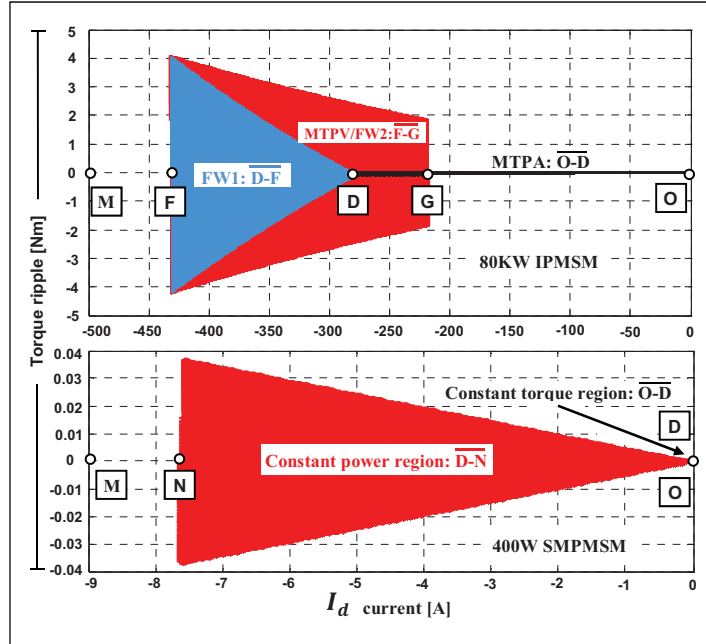 Torque ripple [Nm]
5
4
3
2
1
0
-1
-2
-3
-4
-5
MTPV/FW2:F-G
MTPA: O-D
FW1: D-F
M
F
D
G
O
80KW IPMSM
-500
-450
-400
-350
-300
-250
-200
-150
-100
-50
0
0.04
0.03
0.02
0.01
0
-0.01
-0.02
-0.03
-0.04
Constant torque region: O-D
D
Constant power region: D-N
M
N
O
400W SMPMSM
-9
-8
-7
-6
-5
-4
-3
-2
-1
0
I_d current [A]